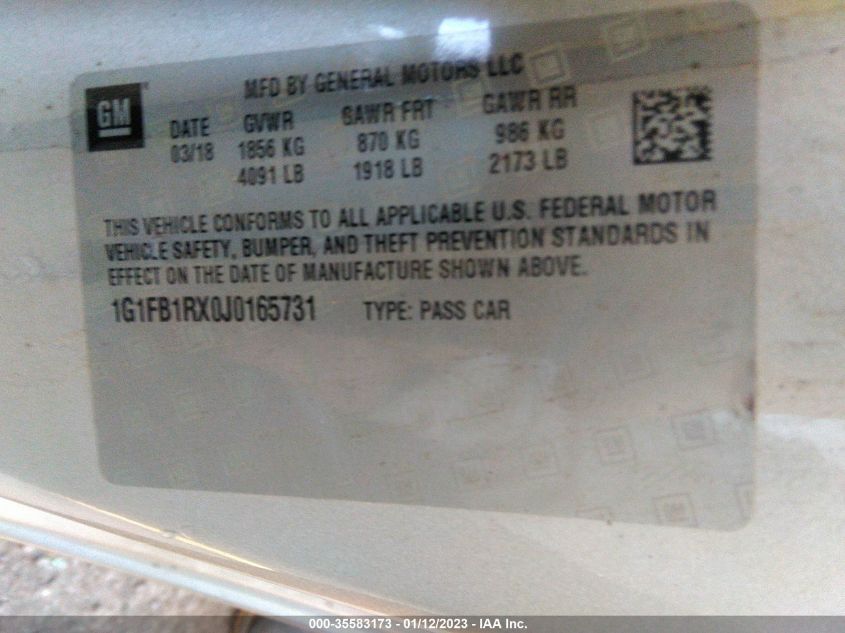 GM
MFD BY GENERAL MOTORS LLC
DATE GVWR GAWR FRT GAWR RR
03/18 1856 KG 870 KG 986 KG
4091 LB 1918 LB 2173 LB
THIS VEHICLE CONFORMS TO ALL APPLICABLE U.S. FEDERAL MOTOR
VEHICLE SAFETY, BUMPER, AND THEFT PREVENTION STANDARDS IN
EFFECT ON THE DATE OF MANUFACTURE SHOWN ABOVE.
1G1FB1RX0J0165731 TYPE: PASS CAR
000-35583173 - 01/12/2023 - IAA Inc.